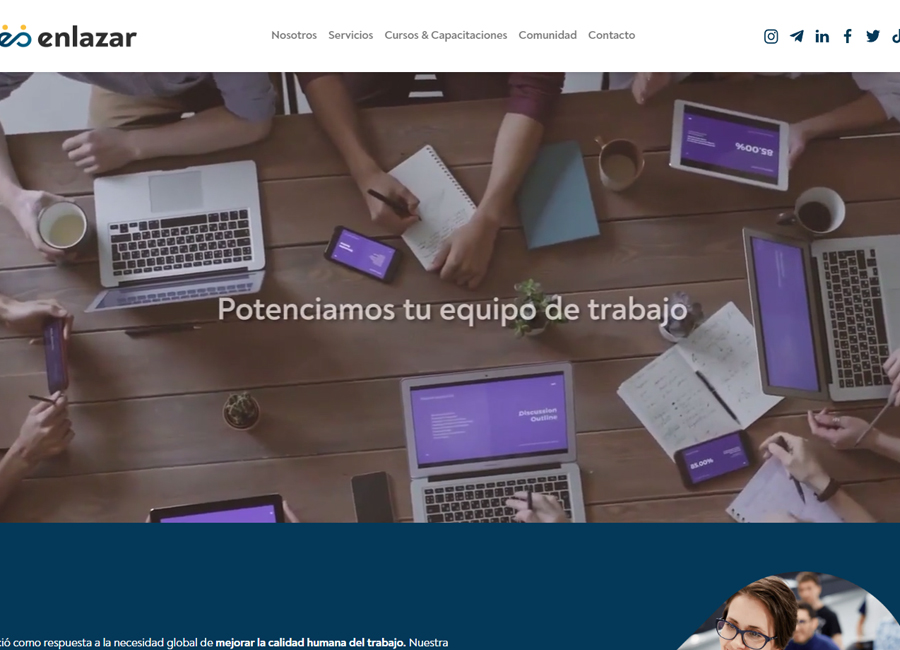 enlazar
Nosotros Servicios Cursos & Capacitaciones Comunidad Contacto
85.00%
Potenciamos tu equipo de trabajo
Discussion
Outline
85.00%
ció como respuesta a la necesidad global de mejorar la calidad humana del trabajo. Nuestra